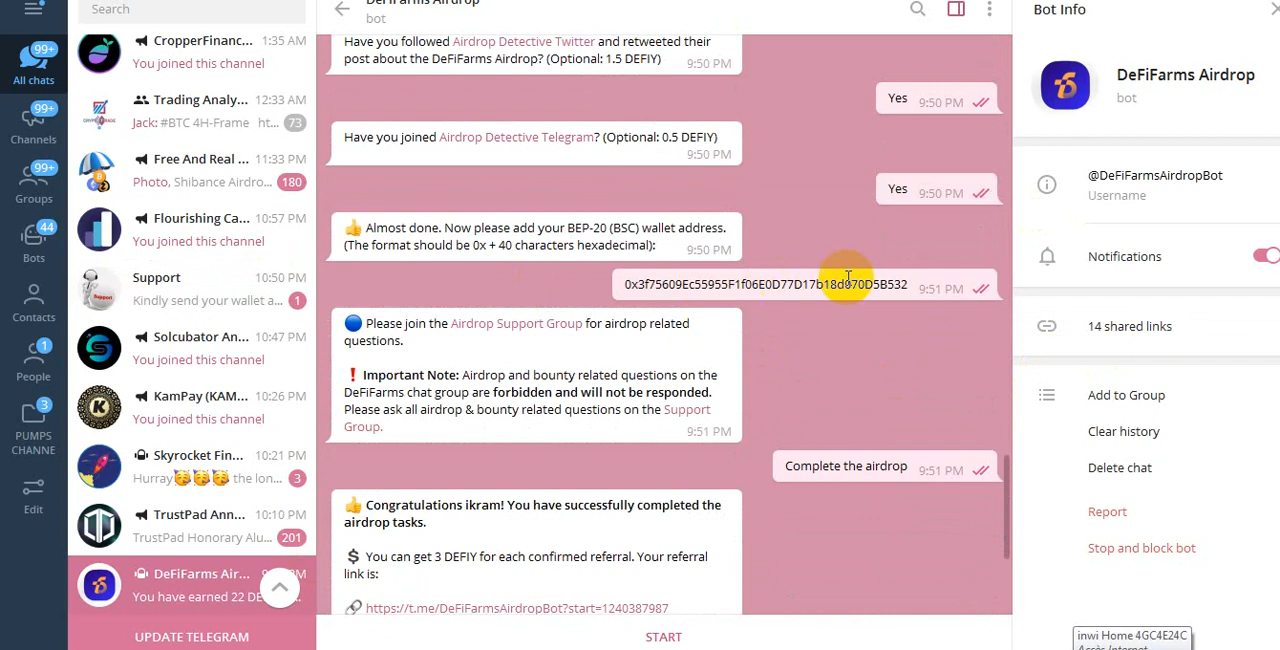 99+
All chats
99+
Channels
99+
Groups
44
Bots
Contacts
1
People
3
PUMPS
CHANNE
Edit
Search
CropperFinanc... 1:35 AM
You joined this channel
Trading Analy... 12:33 AM
Jack: #BTC 4H-Frame ht... 73
Free And Real ... 11:33 PM
Photo, Shibance Airdro... 180
Flourishing Ca... 10:57 PM
You joined this channel
Support 10:50 PM
Kindly send your wallet a... 1
Solcubator An... 10:47 PM
You joined this channel
KamPay (KAM... 10:26 PM
You joined this channel
Skyrocket Fin... 10:21 PM
Hurray🥳🥳🥳 the lon... 3
TrustPad Ann... 10:10 PM
TrustPad Honorary Alu... 201
DeFiFarms Air...
You have earned 22 DE
UPDATE TELEGRAM
DeFiFarms Airdrop
bot
Have you followed Airdrop Detective Twitter and retweeted their
post about the DeFiFarms Airdrop? (Optional: 1.5 DEFIY) 9:50 PM
Yes 9:50 PM
Have you joined Airdrop Detective Telegram? (Optional: 0.5 DEFIY)
9:50 PM
Yes 9:50 PM
👍 Almost done. Now please add your BEP-20 (BSC) wallet address.
(The format should be 0x + 40 characters hexadecimal): 9:50 PM
9:51 PM
🔵 Please join the Airdrop Support Group for airdrop related
questions.
❗ Important Note: Airdrop and bounty related questions on the
DeFiFarms chat group are forbidden and will not be responded.
Please ask all airdrop & bounty related questions on the Support
Group. 9:51 PM
Complete the airdrop 9:51 PM
👍 Congratulations ikram! You have successfully completed the
airdrop tasks.
💲 You can get 3 DEFIY for each confirmed referral. Your referral
link is:
🔗 https://t.me/DeFiFarmsAirdropBot?start=1240387987
START
Bot Info
DeFiFarms Airdrop
bot
@DeFiFarmsAirdropBot
Username
Notifications
14 shared links
Add to Group
Clear history
Delete chat
Report
Stop and block bot
inwi Home 4GC4E24C